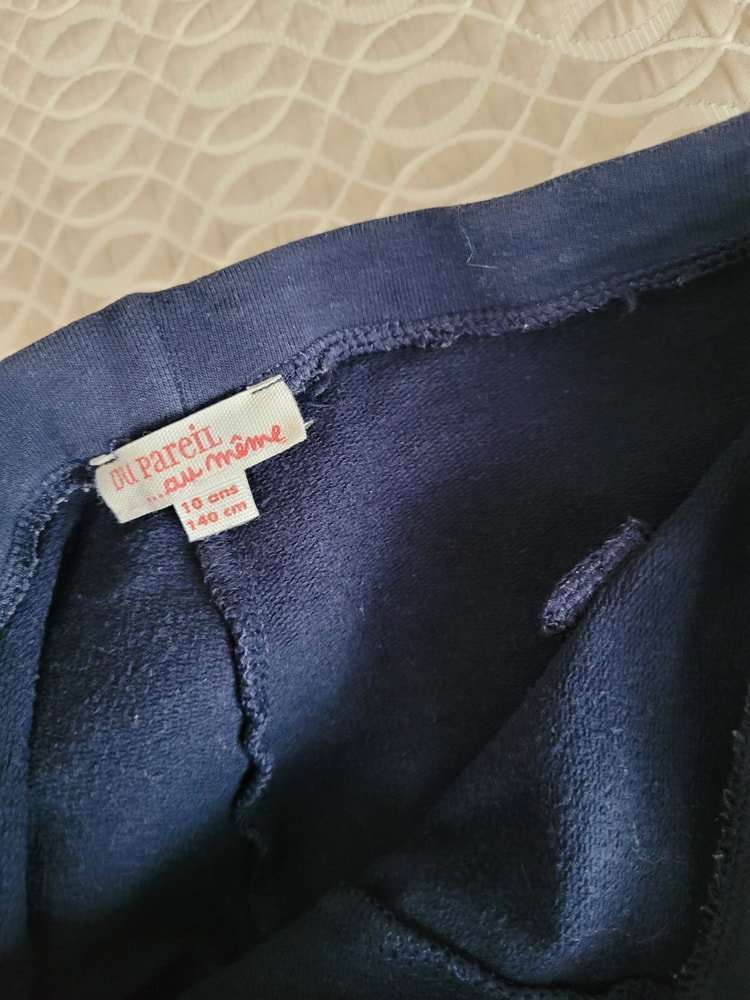 DU PAREIL
...au même
10 ans
140 cm